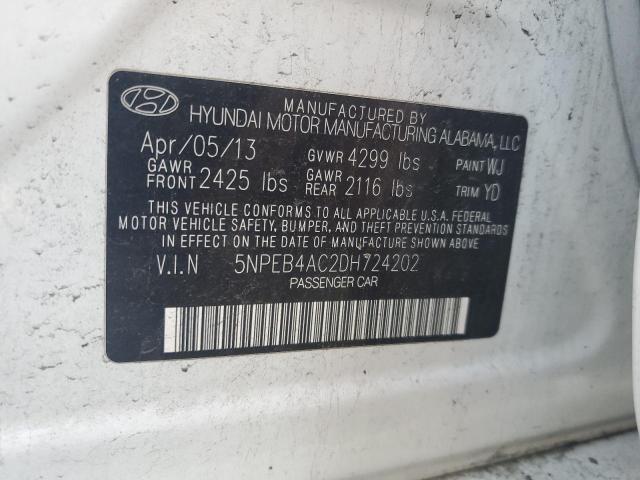 MANUFACTURED BY
HYUNDAI MOTOR MANUFACTURING ALABAMA, LLC
Apr/05/13 GVWR 4299 lbs PAINT WJ
GAWR FRONT 2425 lbs GAWR REAR 2116 lbs TRIM YD
THIS VEHICLE CONFORMS TO ALL APPLICABLE U.S.A. FEDERAL
MOTOR VEHICLE SAFETY, BUMPER, AND THEFT PREVENTION STANDARDS
IN EFFECT ON THE DATE OF MANUFACTURE SHOWN ABOVE.
V.I.N 5NPEB4AC2DH724202
PASSENGER CAR